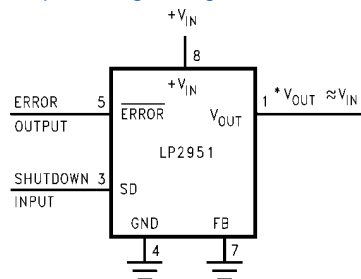 +V_IN
8
+V_IN
ERROR 5 ERROR 1 * V_OUT ≈V_IN
OUTPUT V_OUT
LP2951
SHUTDOWN 3 SD
INPUT
GND FB
4 7